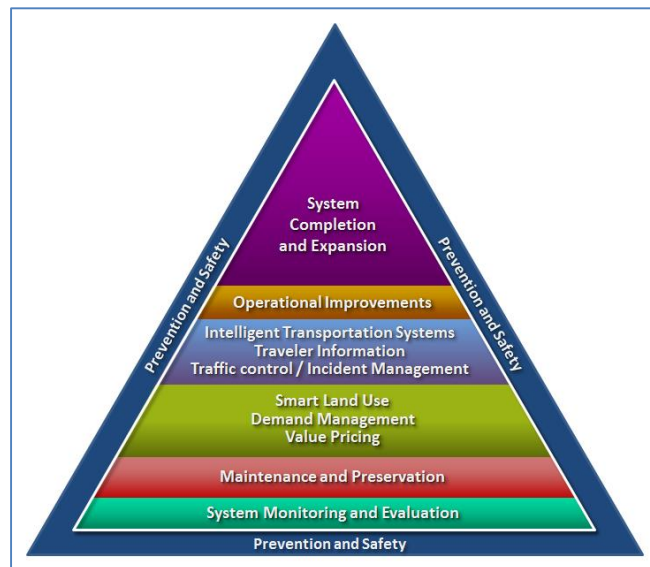 System
Completion
and Expansion
Prevention and Safety
Prevention and Safety
Operational Improvements
Intelligent Transportation Systems
Traveler Information
Traffic control / Incident Management
Smart Land Use
Demand Management
Value Pricing
Maintenance and Preservation
System Monitoring and Evaluation
Prevention and Safety